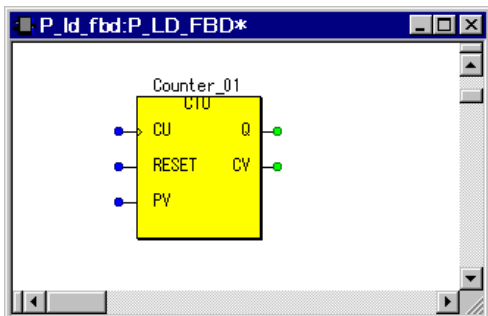 P_ld_fbd:P_LD_FBD*
Counter_01
CTU
CU Q
RESET CV
PV